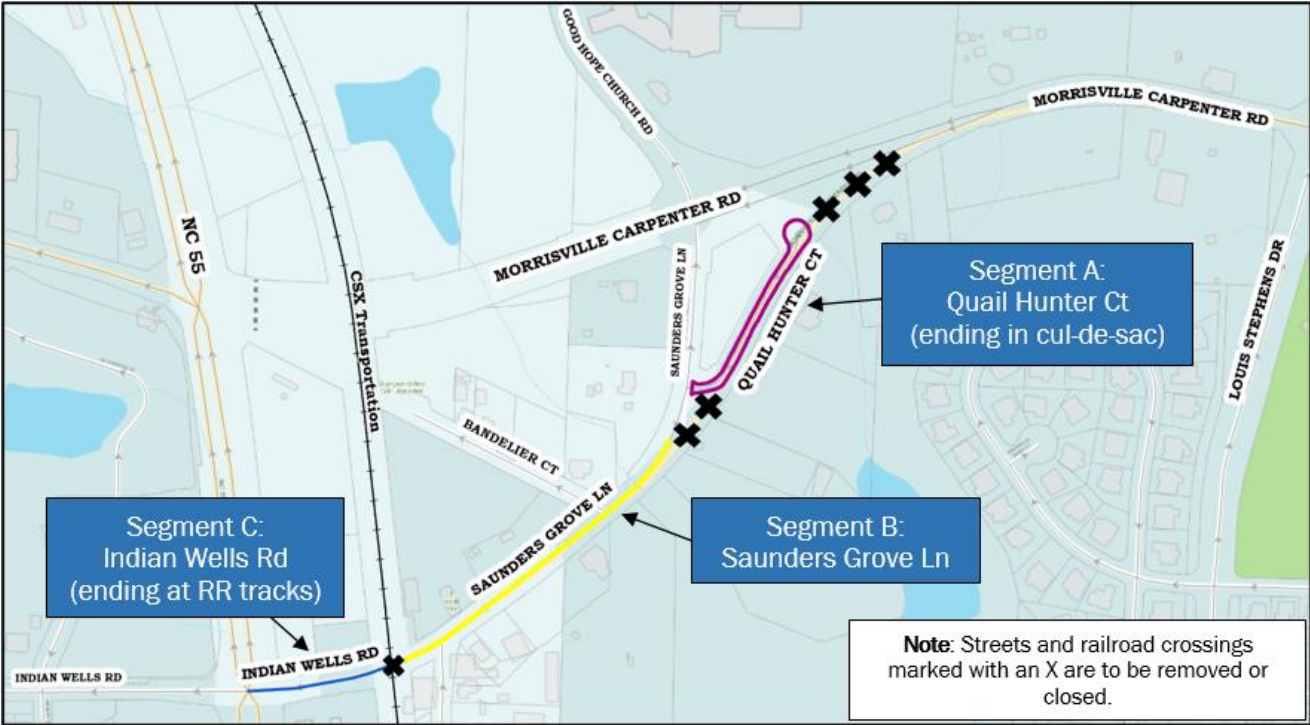 GOOD HOPE CHURCH RD
MORRISVILLE CARPENTER RD
NC 55
MORRISVILLE CARPENTER RD
CSX Transportation
SAUNDERS GROVE LN
QUAIL HUNTER CT
Segment A:
Quail Hunter Ct
(ending in cul-de-sac)
LOUIS STEPHENS DR
BANDELIER CT
SAUNDERS GROVE LN
Segment C:
Indian Wells Rd
(ending at RR tracks)
Segment B:
Saunders Grove Ln
INDIAN WELLS RD
INDIAN WELLS RD
Note: Streets and railroad crossings
marked with an X are to be removed or
closed.